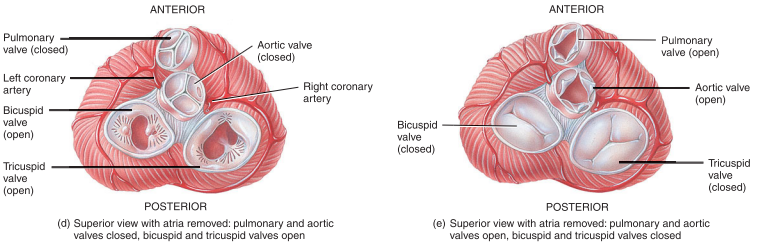 ANTERIOR
Pulmonary
valve (closed)
Aortic valve
(closed)
Left coronary
artery
Right coronary
artery
Bicuspid
valve
(open)
Tricuspid
valve
(open)
POSTERIOR
(d) Superior view with atria removed: pulmonary and aortic
valves closed, bicuspid and tricuspid valves open
ANTERIOR
Pulmonary
valve (open)
Aortic valve
(open)
Bicuspid
valve
(closed)
Tricuspid
valve
(closed)
POSTERIOR
(e) Superior view with atria removed: pulmonary and aortic
valves open, bicuspid and tricuspid valves closed